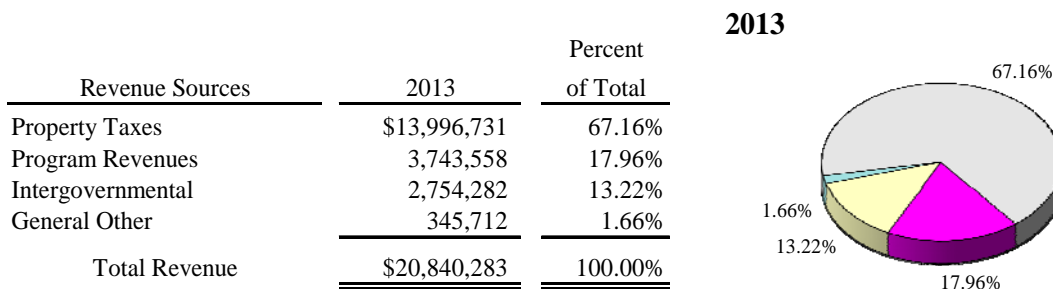 2013
Percent
Revenue Sources 2013 of Total
Property Taxes $13,996,731 67.16%
Program Revenues 3,743,558 17.96%
Intergovernmental 2,754,282 13.22%
General Other 345,712 1.66%
Total Revenue $20,840,283 100.00%
67.16%
1.66%
13.22%
17.96%